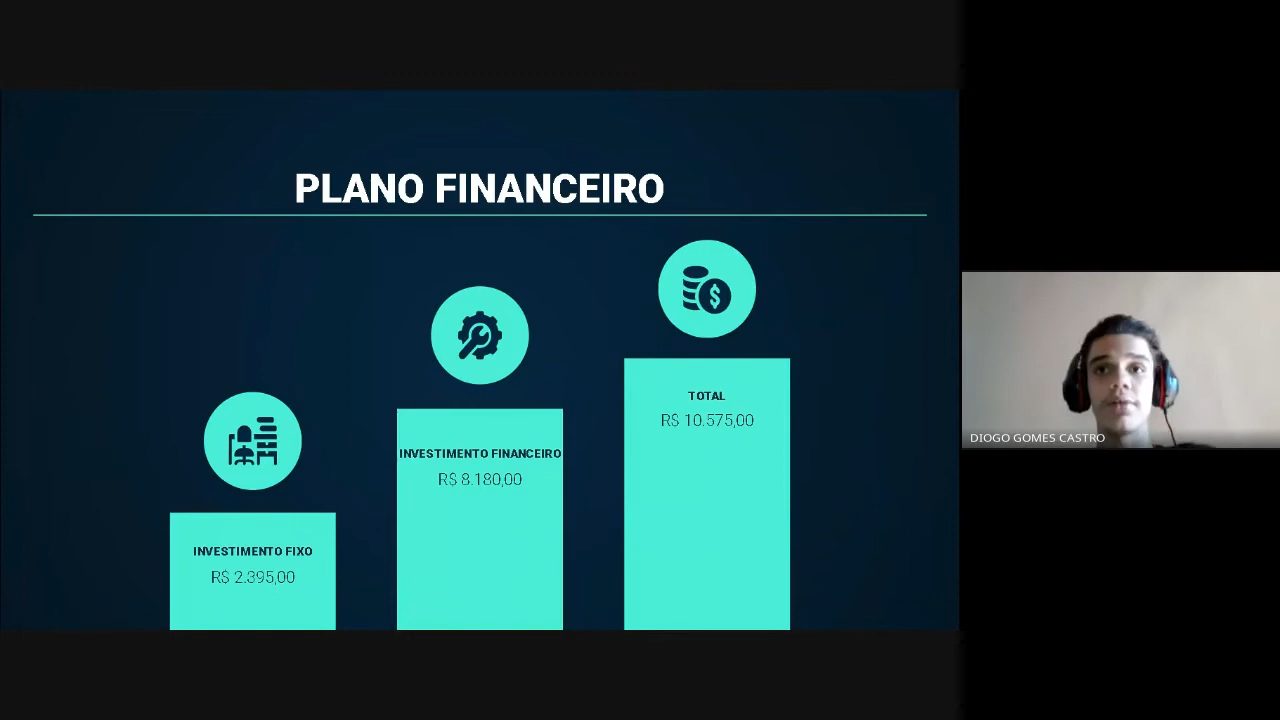 PLANO FINANCEIRO
TOTAL
R$ 10.575,00
INVESTIMENTO FINANCEIRO
R$ 8.180,00
INVESTIMENTO FIXO
R$ 2.395,00
DIOGO GOMES CASTRO